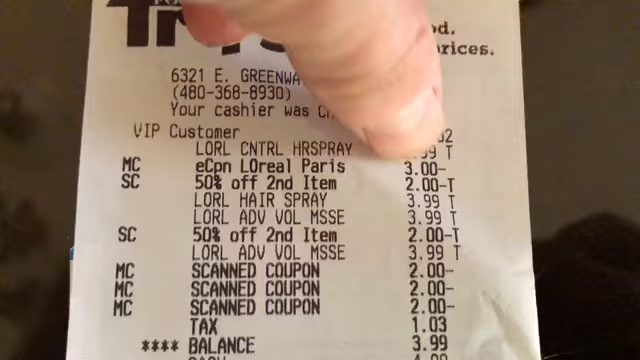 d.
prices.
6321 E. GREENWA
(480-368-8930)
Your cashier was
VIP Customer
LORL CNTRL HRSPRAY .99 T
MC eCpn LOreal Paris 3.00-
SC 50% off 2nd Item 2.00-T
LORL HAIR SPRAY 3.99 T
LORL ADV VOL MSSE 3.99 T
SC 50% off 2nd Item 2.00-T
LORL ADV VOL MSSE 3.99 T
MC SCANNED COUPON 2.00-
MC SCANNED COUPON 2.00-
MC SCANNED COUPON 2.00-
TAX 1.03
**** BALANCE 3.99